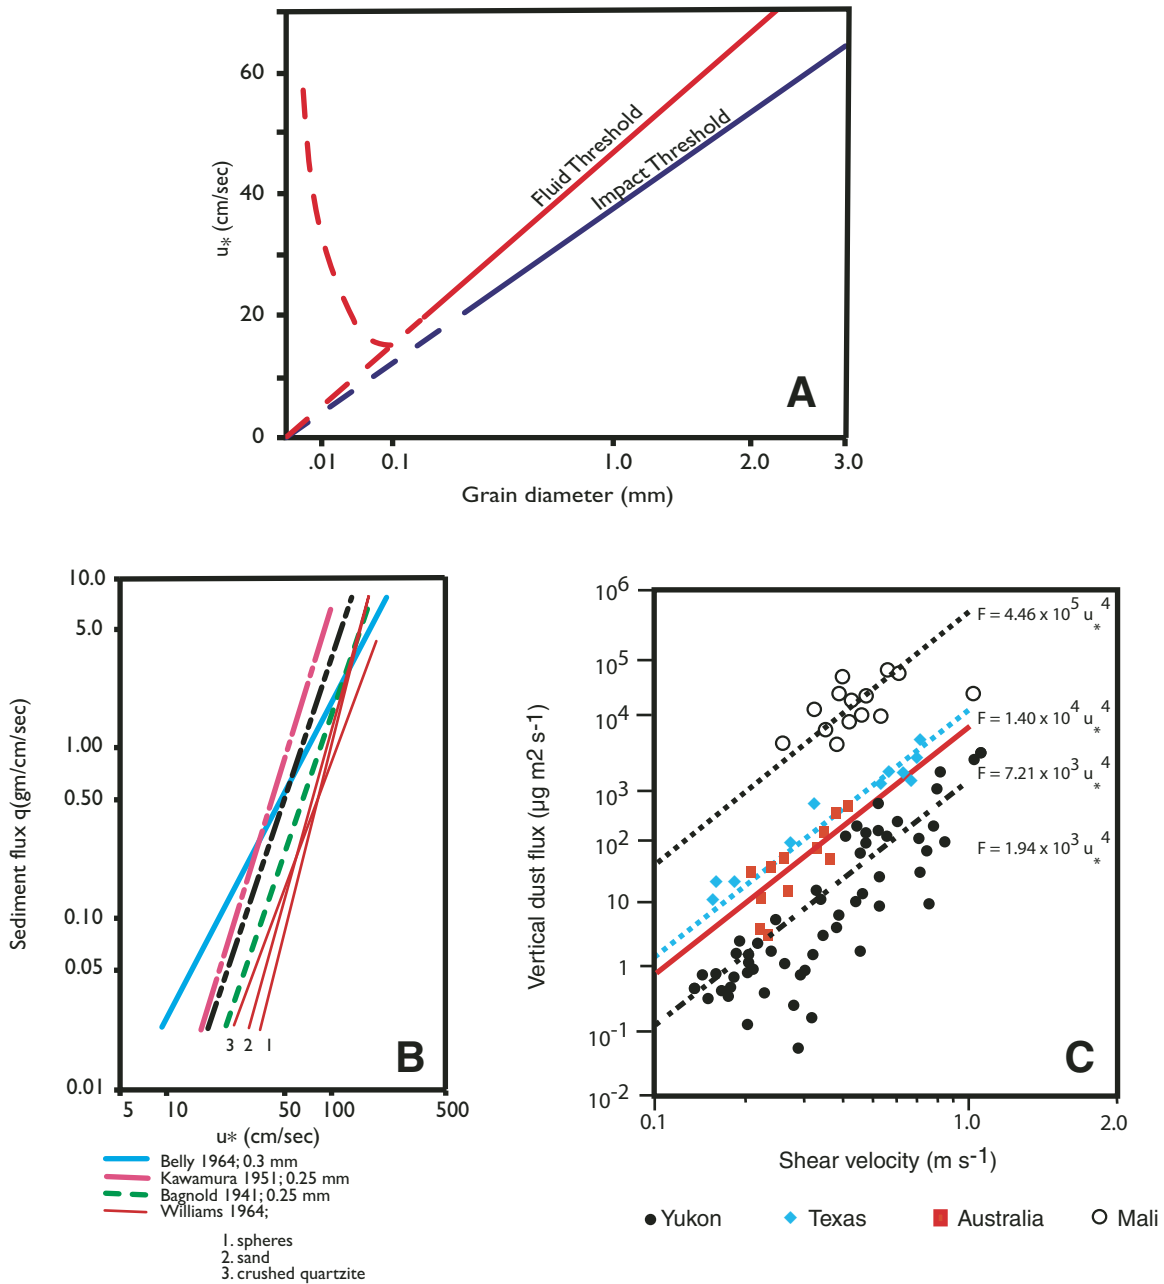 60
40
20
0
u* (cm/sec)
Fluid Threshold
Impact Threshold
A
.01 0.1 1.0 2.0 3.0
Grain diameter (mm)
10.0
5.0
1.00
0.50
0.10
0.05
0.01
Sediment flux q(gm/cm/sec)
3 2 1
B
5 10 50 100 500
u* (cm/sec)
Belly 1964; 0.3 mm
Kawamura 1951; 0.25 mm
Bagnold 1941; 0.25 mm
Williams 1964;
1. spheres
2. sand
3. crushed quartzite
10^6
10^5
10^4
10^3
10^2
10
1
10^-1
10^-2
Vertical dust flux (µg m2 s-1)
F = 4.46 x 10^5 u*^4
F = 1.40 x 10^4 u*^4
F = 7.21 x 10^3 u*^4
F = 1.94 x 10^3 u*^4
C
0.1 1.0 2.0
Shear velocity (m s-1)
Yukon Texas Australia Mali